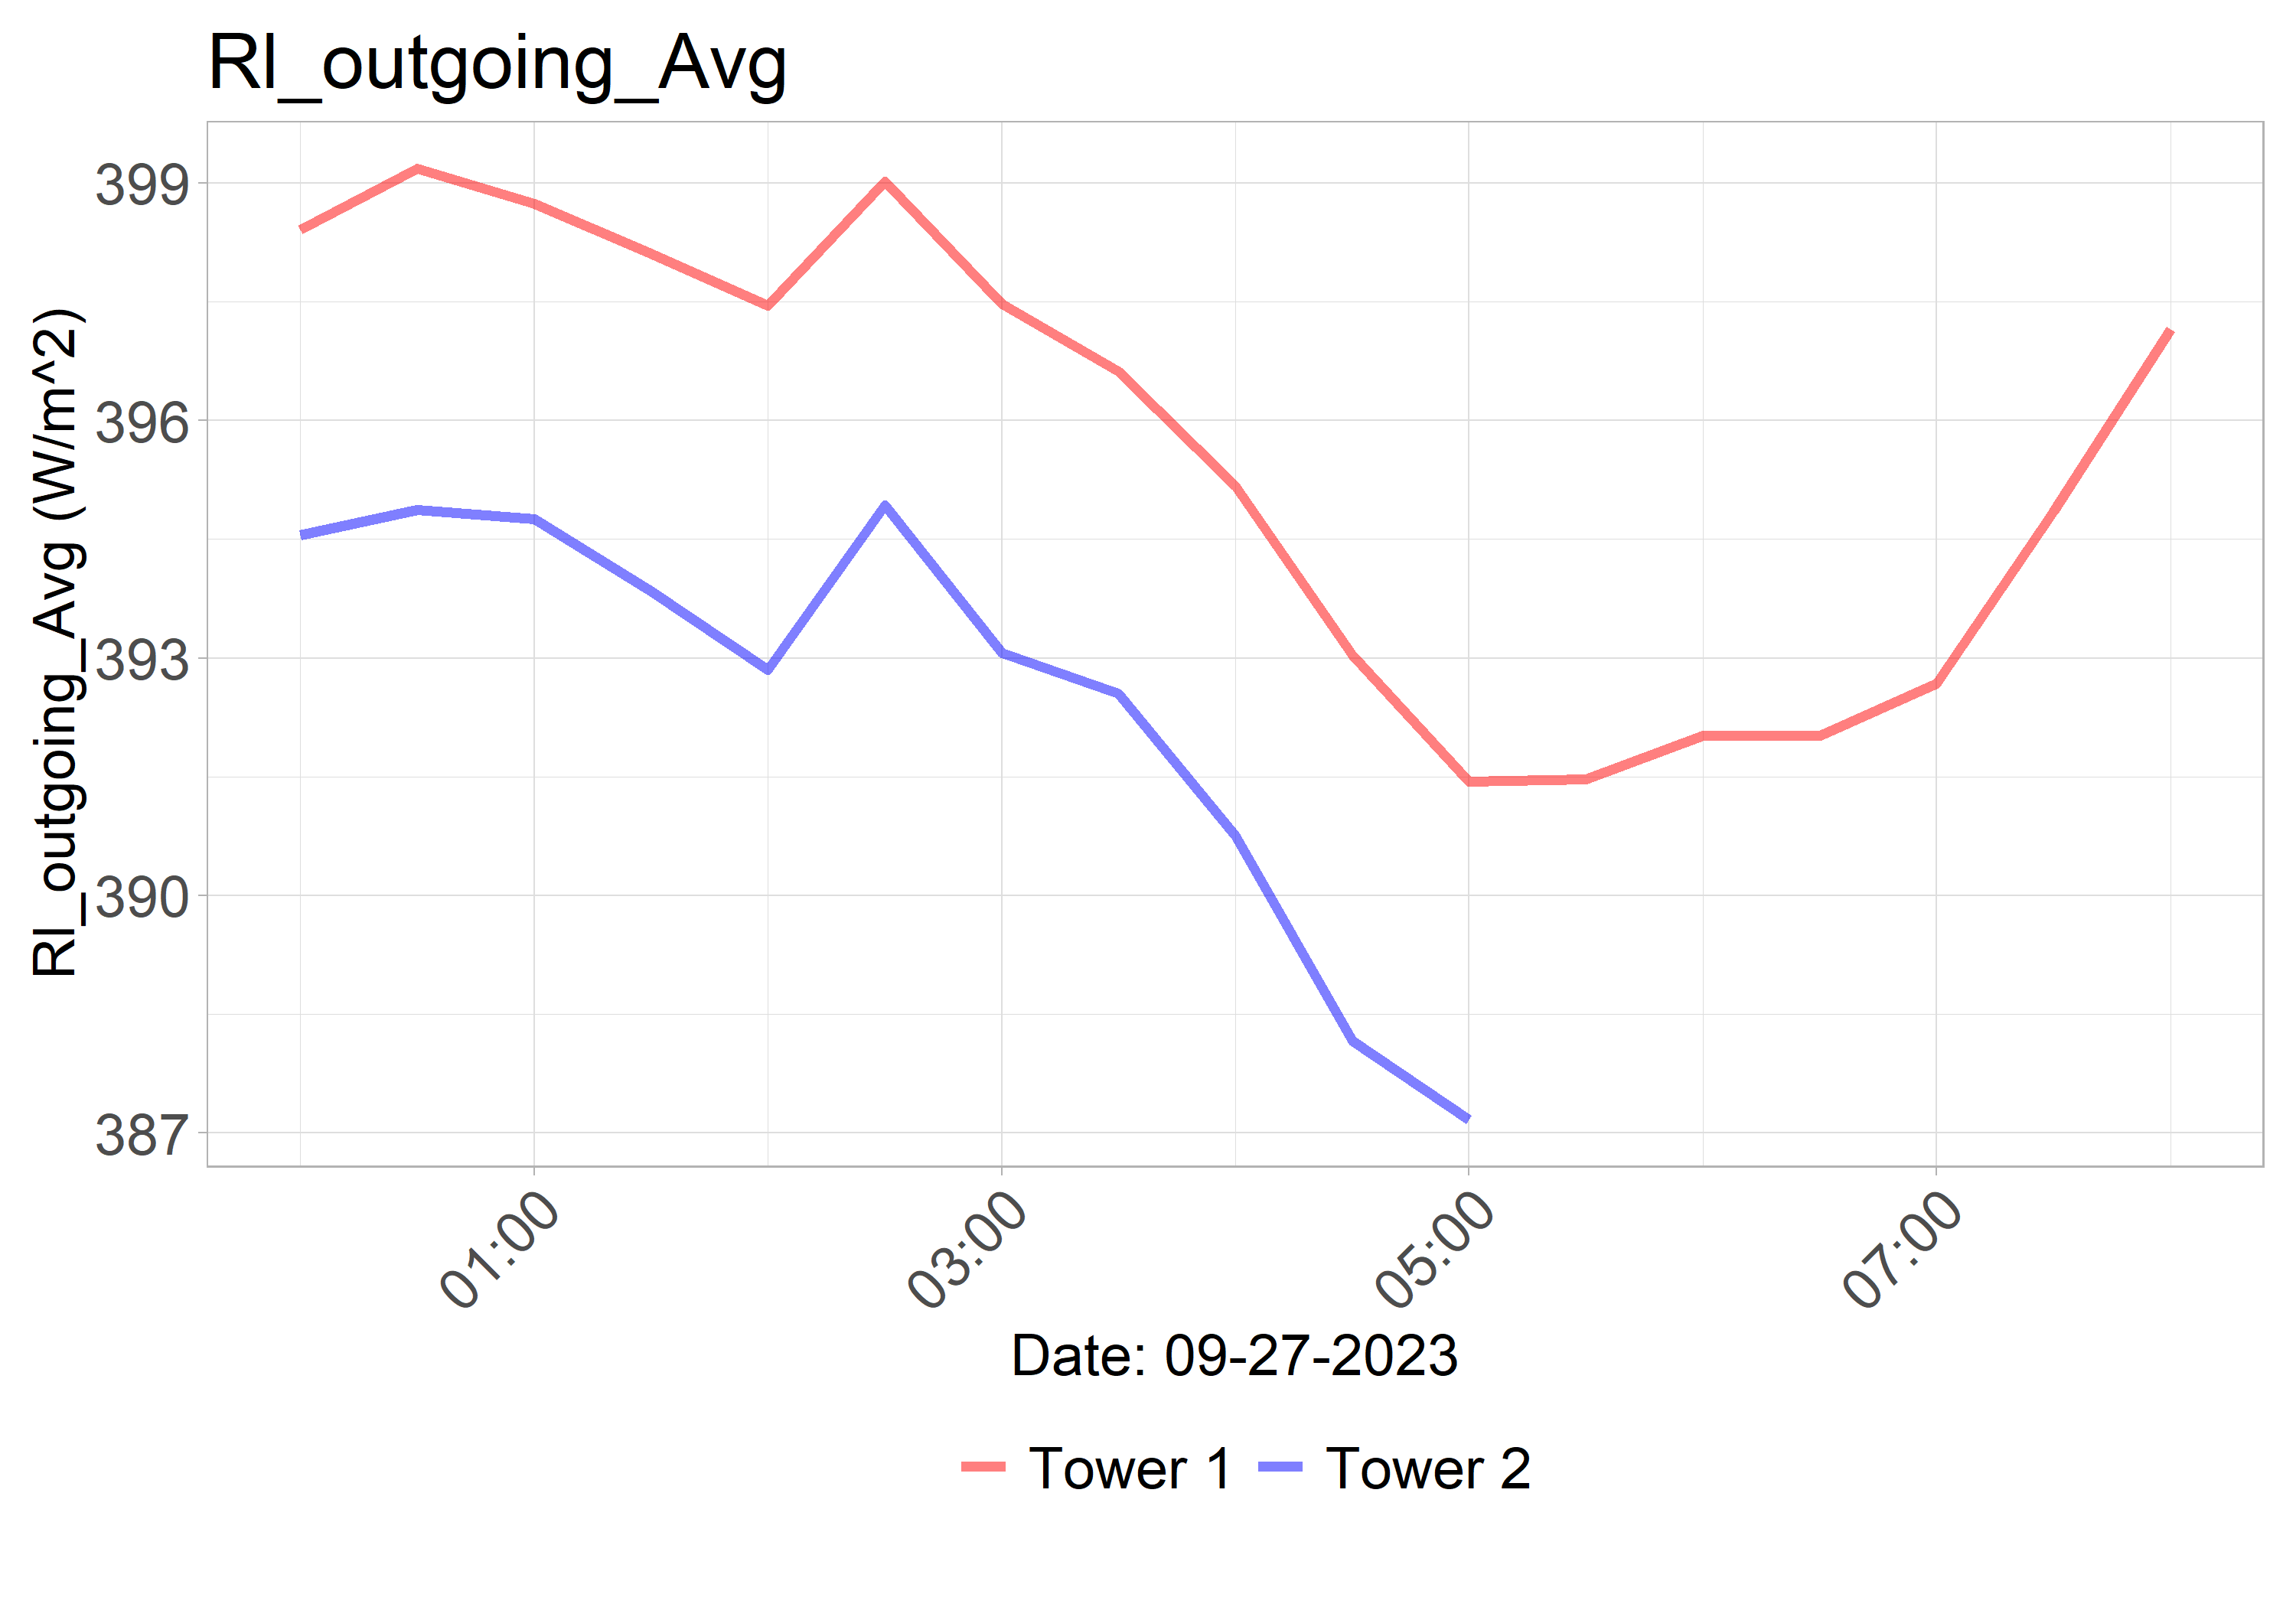 Rl_outgoing_Avg
Rl_outgoing_Avg (W/m^2)
399
396
393
390
387
01:00
03:00
05:00
07:00
Date: 09-27-2023
Tower 1
Tower 2